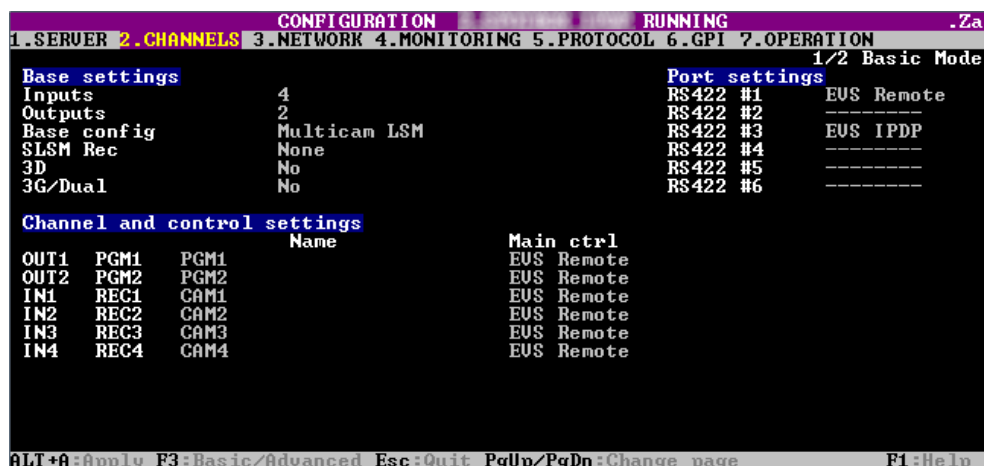 CONFIGURATION RUNNING .Za
1.SERVER 2.CHANNELS 3.NETWORK 4.MONITORING 5.PROTOCOL 6.GPI 7.OPERATION
1/2 Basic Mode
Base settings Port settings
Inputs 4 RS422 #1 EVS Remote
Outputs 2 RS422 #2 --------
Base config Multicam LSM RS422 #3 EVS IPDP
SLSM Rec None RS422 #4 --------
3D No RS422 #5 --------
3G/Dual No RS422 #6 --------
Channel and control settings
Name Main ctrl
OUT1 PGM1 PGM1 EVS Remote
OUT2 PGM2 PGM2 EVS Remote
IN1 REC1 CAM1 EVS Remote
IN2 REC2 CAM2 EVS Remote
IN3 REC3 CAM3 EVS Remote
IN4 REC4 CAM4 EVS Remote
ALT+A:Apply F3:Basic/Advanced Esc:Quit PgUp/PgDn:Change page F1:Help